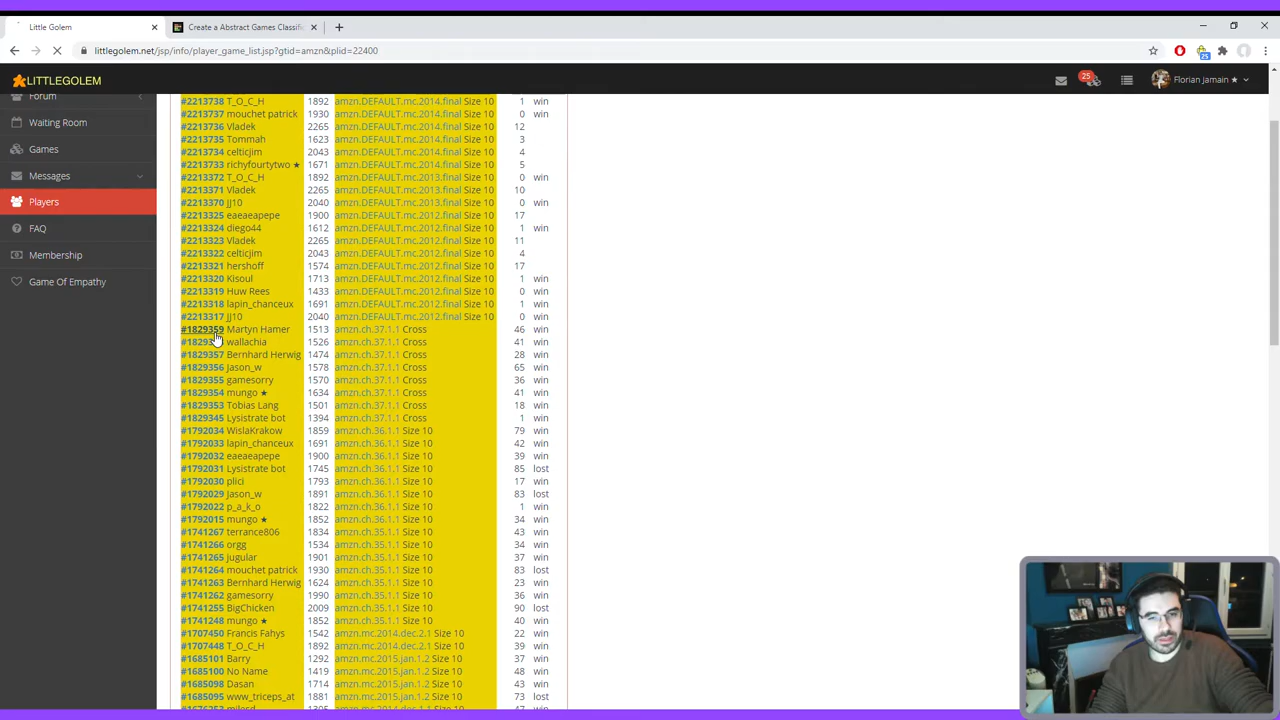 Little Golem
Create a Abstract Games Classifi
littlegolem.net/jsp/info/player_game_list.jsp?gtid=amzn&plid=22400
25
LITTLEGOLEM
25
Florian Jamain ★
Forum
Waiting Room
Games
Messages
Players
FAQ
Membership
Game Of Empathy
#2213738 T_O_C_H 1892 amzn.DEFAULT.mc.2014.final Size 10 1 win
#2213737 mouchet patrick 1930 amzn.DEFAULT.mc.2014.final Size 10 0 win
#2213736 Vladek 2265 amzn.DEFAULT.mc.2014.final Size 10 12
#2213735 Tommah 1623 amzn.DEFAULT.mc.2014.final Size 10 3
#2213734 celticjim 2043 amzn.DEFAULT.mc.2014.final Size 10 4
#2213733 richyfourtytwo ★ 1671 amzn.DEFAULT.mc.2014.final Size 10 5
#2213372 T_O_C_H 1892 amzn.DEFAULT.mc.2013.final Size 10 0 win
#2213371 Vladek 2265 amzn.DEFAULT.mc.2013.final Size 10 10
#2213370 JJ10 2040 amzn.DEFAULT.mc.2013.final Size 10 0 win
#2213325 eaeaeapepe 1900 amzn.DEFAULT.mc.2012.final Size 10 17
#2213324 diego44 1612 amzn.DEFAULT.mc.2012.final Size 10 1 win
#2213323 Vladek 2265 amzn.DEFAULT.mc.2012.final Size 10 11
#2213322 celticjim 2043 amzn.DEFAULT.mc.2012.final Size 10 4
#2213321 hershoff 1574 amzn.DEFAULT.mc.2012.final Size 10 17
#2213320 Kisoul 1713 amzn.DEFAULT.mc.2012.final Size 10 1 win
#2213319 Huw Rees 1433 amzn.DEFAULT.mc.2012.final Size 10 0 win
#2213318 lapin_chanceux 1691 amzn.DEFAULT.mc.2012.final Size 10 1 win
#2213317 JJ10 2040 amzn.DEFAULT.mc.2012.final Size 10 0 win
#1829359 Martyn Hamer 1513 amzn.ch.37.1.1 Cross 46 win
#18293 wallachia 1526 amzn.ch.37.1.1 Cross 41 win
#1829357 Bernhard Herwig 1474 amzn.ch.37.1.1 Cross 28 win
#1829356 Jason_w 1578 amzn.ch.37.1.1 Cross 65 win
#1829355 gamesorry 1570 amzn.ch.37.1.1 Cross 36 win
#1829354 mungo ★ 1634 amzn.ch.37.1.1 Cross 41 win
#1829353 Tobias Lang 1501 amzn.ch.37.1.1 Cross 18 win
#1829345 Lysistrate bot 1394 amzn.ch.37.1.1 Cross 1 win
#1792034 WislaKrakow 1859 amzn.ch.36.1.1 Size 10 79 win
#1792033 lapin_chanceux 1691 amzn.ch.36.1.1 Size 10 42 win
#1792032 eaeaeapepe 1900 amzn.ch.36.1.1 Size 10 39 win
#1792031 Lysistrate bot 1745 amzn.ch.36.1.1 Size 10 85 lost
#1792030 plici 1793 amzn.ch.36.1.1 Size 10 17 win
#1792029 Jason_w 1891 amzn.ch.36.1.1 Size 10 83 lost
#1792022 p_a_k_o 1822 amzn.ch.36.1.1 Size 10 1 win
#1792015 mungo ★ 1852 amzn.ch.36.1.1 Size 10 34 win
#1741267 terrance806 1834 amzn.ch.35.1.1 Size 10 43 win
#1741266 orgg 1534 amzn.ch.35.1.1 Size 10 34 win
#1741265 jugular 1901 amzn.ch.35.1.1 Size 10 37 win
#1741264 mouchet patrick 1930 amzn.ch.35.1.1 Size 10 83 lost
#1741263 Bernhard Herwig 1624 amzn.ch.35.1.1 Size 10 23 win
#1741262 gamesorry 1750 amzn.ch.35.1.1 Size 10 36 win
#1741255 BigChicken 2009 amzn.ch.35.1.1 Size 10 90 lost
#1741248 mungo ★ 1852 amzn.ch.35.1.1 Size 10 40 win
#1707450 Francis Fahys 1542 amzn.mc.2014.dec.2.1 Size 10 22 win
#1707448 T_O_C_H 1892 amzn.mc.2014.dec.2.1 Size 10 39 win
#1685101 Barry 1292 amzn.mc.2015.jan.1.2 Size 10 37 win
#1685100 No Name 1419 amzn.mc.2015.jan.1.2 Size 10 48 win
#1685098 Dasan 1714 amzn.mc.2015.jan.1.2 Size 10 43 win
#1685095 www_triceps_at 1881 amzn.mc.2015.jan.1.2 Size 10 73 lost